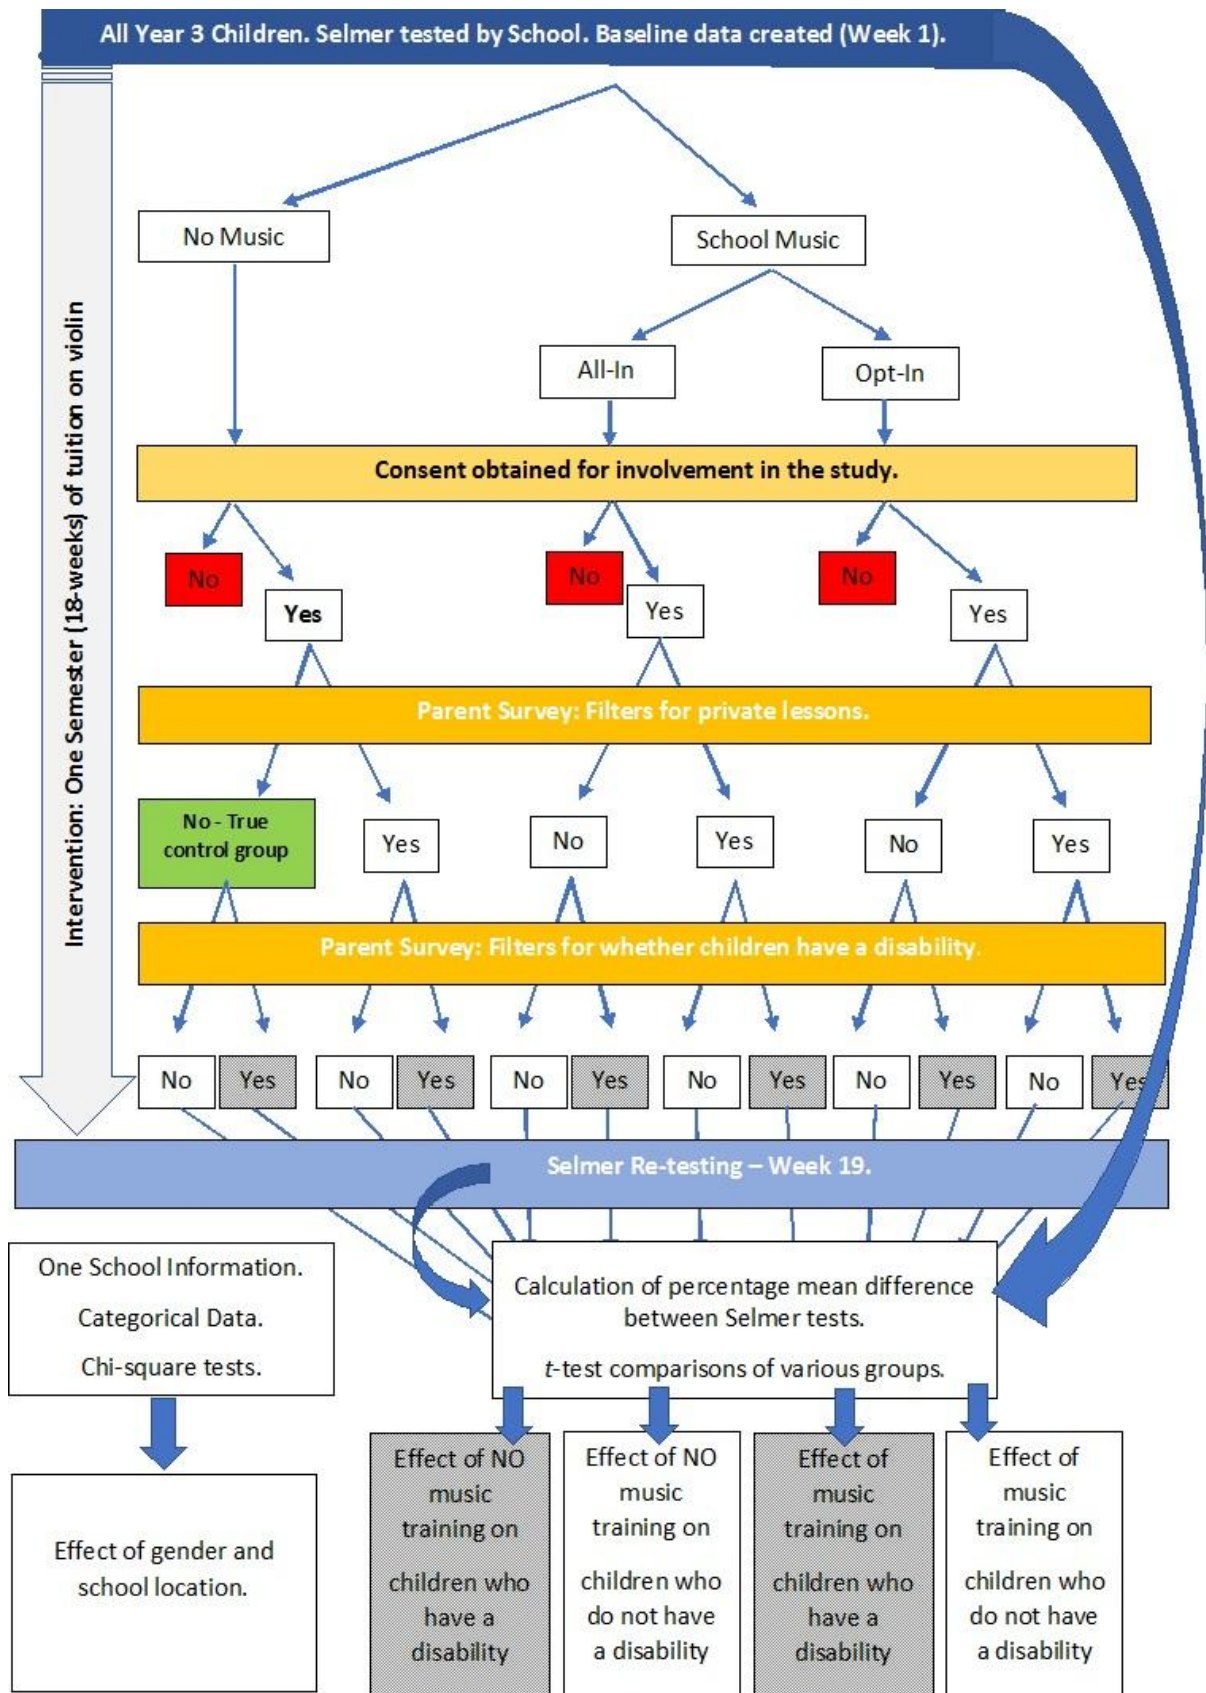 All Year 3 Children. Selmer tested by School. Baseline data created (Week 1).
Intervention: One Semester (18-weeks) of tuition on violin
No Music
School Music
All-In
Opt-In
Consent obtained for involvement in the study.
No
No
No
Yes
Yes
Yes
Parent Survey: Filters for private lessons.
No - True
control group
Yes
No
Yes
No
Yes
Parent Survey: Filters for whether children have a disability.
No
Yes
No
Yes
No
Yes
No
Yes
No
Yes
No
Yes
Selmer Re-testing – Week 19.
One School Information.
Categorical Data.
Chi-square tests.
Calculation of percentage mean difference
between Selmer tests.
t-test comparisons of various groups.
Effect of gender and
school location.
Effect of NO
music
training on
children who
have a
disability
Effect of NO
music
training on
children who
do not have
a disability
Effect of
music
training on
children who
have a
disability
Effect of
music
training on
children who
do not have
a disability